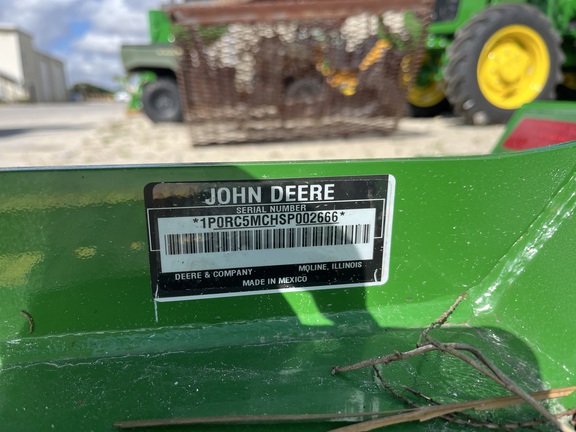 JOHN DEERE
SERIAL NUMBER
*1P0RC5MCHSP002666*
DEERE & COMPANY MOLINE, ILLINOIS
MADE IN MEXICO